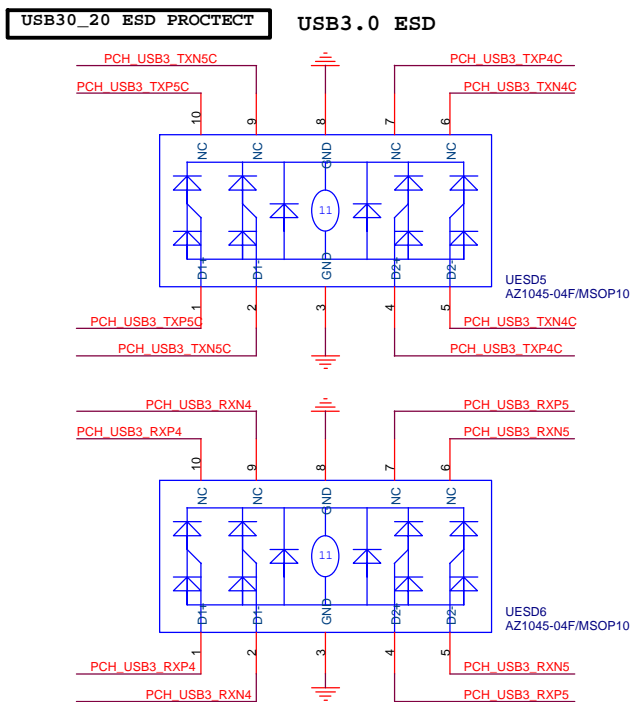 USB30_20 ESD PROCTECT
USB3.0 ESD
PCH_USB3_TXN5C
PCH_USB3_TXP4C
PCH_USB3_TXP5C
PCH_USB3_TXN4C
10 9 8 7 6
NC NC GND NC NC
11
D1+ D1- GND D2+ D2-
UESD5
AZ1045-04F/MSOP10
1 2 3 4 5
PCH_USB3_TXP5C
PCH_USB3_TXN4C
PCH_USB3_TXN5C
PCH_USB3_TXP4C
PCH_USB3_RXN4
PCH_USB3_RXP5
PCH_USB3_RXP4
PCH_USB3_RXN5
10 9 8 7 6
NC NC GND NC NC
11
D1+ D1- GND D2+ D2-
UESD6
AZ1045-04F/MSOP10
1 2 3 4 5
PCH_USB3_RXP4
PCH_USB3_RXN5
PCH_USB3_RXN4
PCH_USB3_RXP5